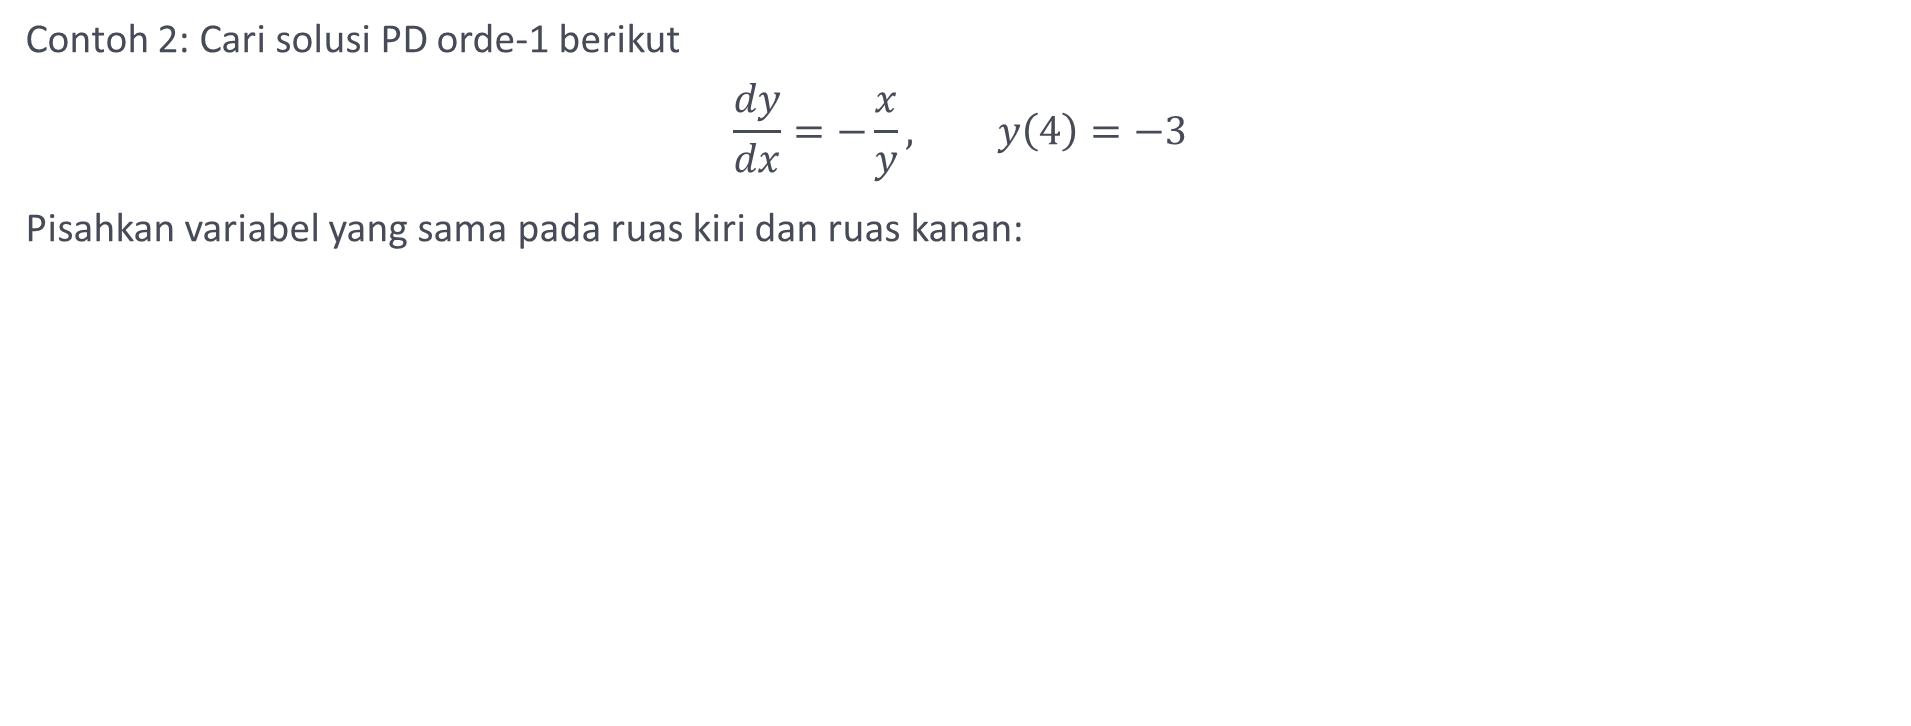 Contoh 2: Cari solusi PD orde-1 berikut
dy/dx = −x/y, y(4) = −3
Pisahkan variabel yang sama pada ruas kiri dan ruas kanan: